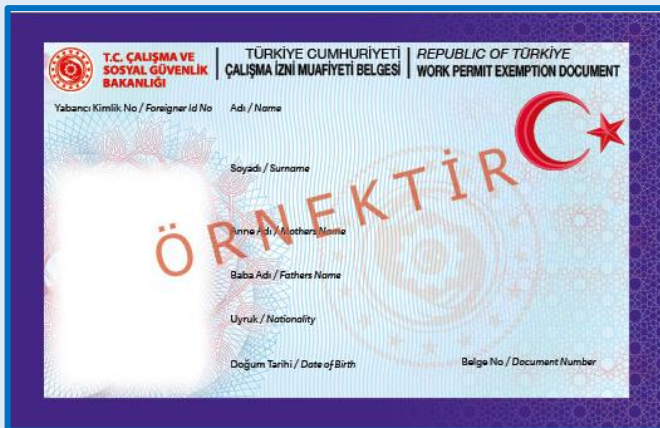 T.C. ÇALIŞMA VE
SOSYAL GÜVENLİK
BAKANLIĞI
TÜRKİYE CUMHURİYETİ
ÇALIŞMA İZNİ MUAFİYETİ BELGESİ
REPUBLIC OF TÜRKİYE
WORK PERMIT EXEMPTION DOCUMENT
Yabancı Kimlik No / Foreigner Id No
Adı / Name
Soyadı / Surname
ÖRNEKTİR
Anne Adı / Mothers Name
Baba Adı / Fathers Name
Uyruk / Nationality
Doğum Tarihi / Date of Birth
Belge No / Document Number